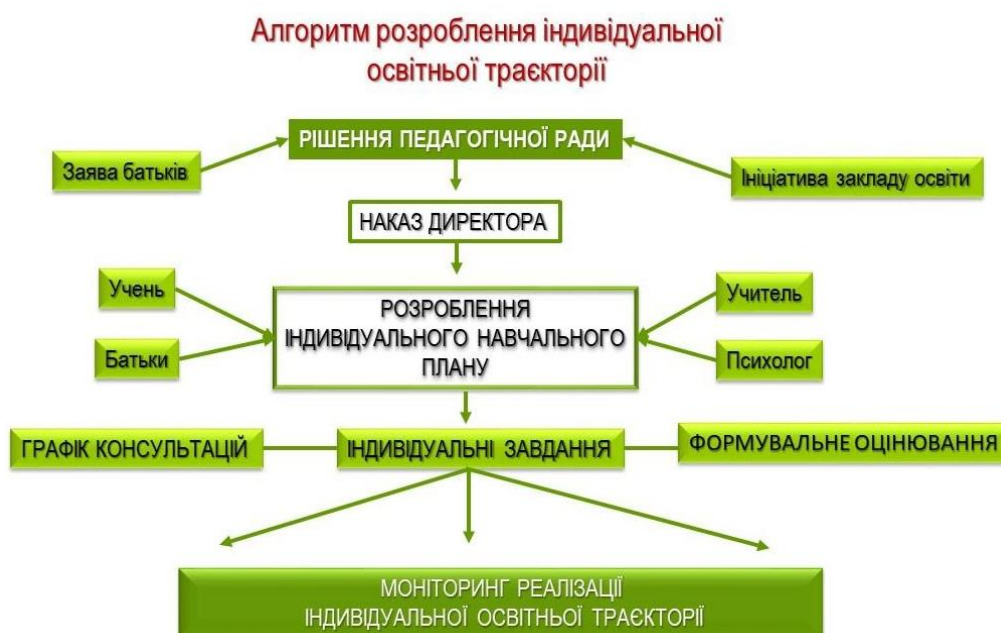 Алгоритм розроблення індивідуальної
освітньої траєкторії
РІШЕННЯ ПЕДАГОГІЧНОЇ РАДИ
Заява батьків
Ініціатива закладу освіти
НАКАЗ ДИРЕКТОРА
Учень
Учитель
РОЗРОБЛЕННЯ
ІНДИВІДУАЛЬНОГО НАВЧАЛЬНОГО
ПЛАНУ
Батьки
Психолог
ГРАФІК КОНСУЛЬТАЦІЙ
ІНДИВІДУАЛЬНІ ЗАВДАННЯ
ФОРМУВАЛЬНЕ ОЦІНЮВАННЯ
МОНІТОРИНГ РЕАЛІЗАЦІЇ
ІНДИВІДУАЛЬНОЇ ОСВІТНЬОЇ ТРАЄКТОРІЇ